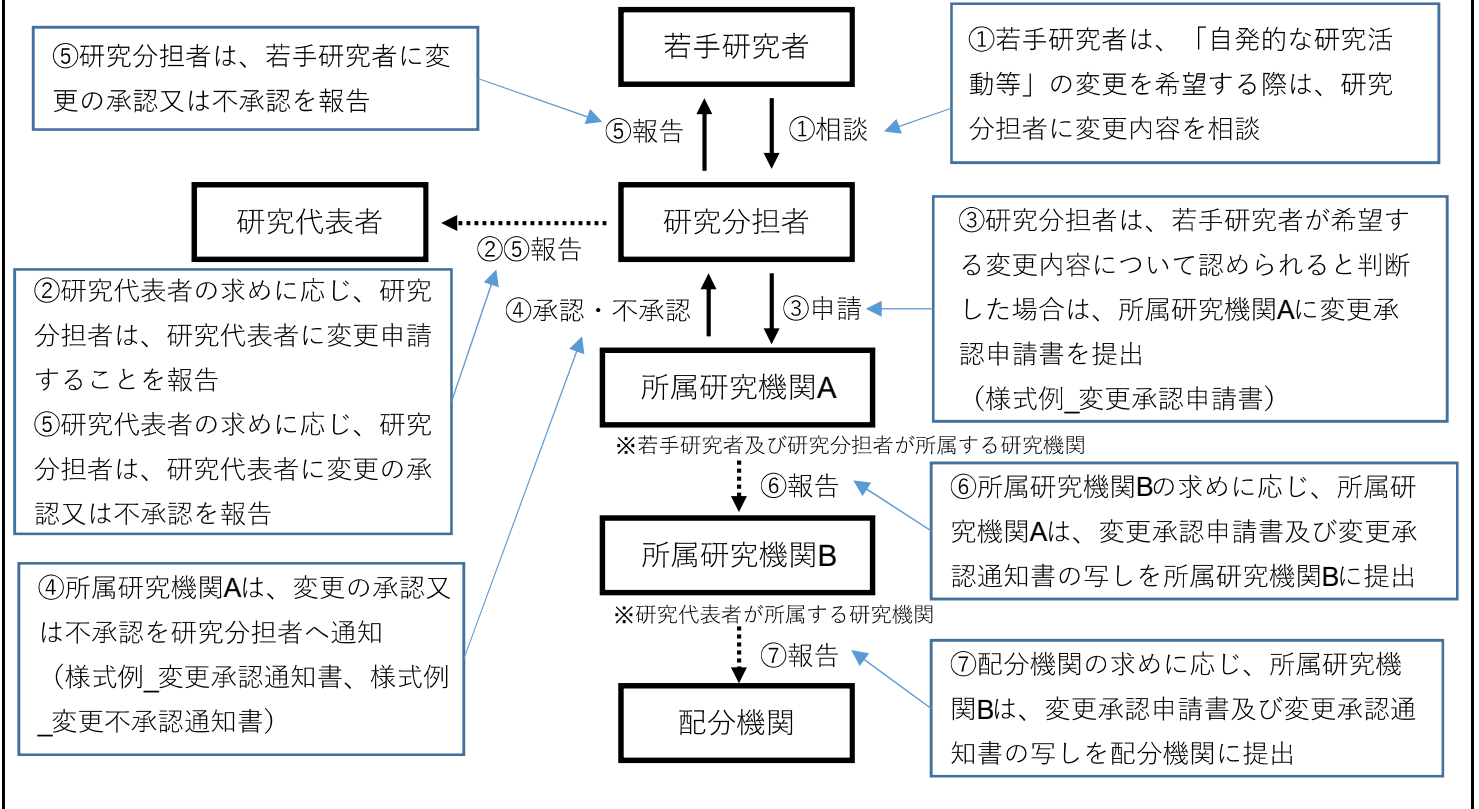 ⑤研究分担者は、若手研究者に変
更の承認又は不承認を報告
若手研究者
①若手研究者は、「自発的な研究活
動等」の変更を希望する際は、研究
分担者に変更内容を相談
⑤報告
①相談
研究代表者
研究分担者
②⑤報告
③研究分担者は、若手研究者が希望す
る変更内容について認められると判断
した場合は、所属研究機関Aに変更承
認申請書を提出
（様式例_変更承認申請書）
②研究代表者の求めに応じ、研究
分担者は、研究代表者に変更申請
することを報告
⑤研究代表者の求めに応じ、研究
分担者は、研究代表者に変更の承
認又は不承認を報告
④承認・不承認
③申請
所属研究機関A
※若手研究者及び研究分担者が所属する研究機関
⑥報告
⑥所属研究機関Bの求めに応じ、所属研
究機関Aは、変更承認申請書及び変更承
認通知書の写しを所属研究機関Bに提出
所属研究機関B
※研究代表者が所属する研究機関
④所属研究機関Aは、変更の承認又
は不承認を研究分担者へ通知
（様式例_変更承認通知書、様式例
_変更不承認通知書）
⑦報告
⑦配分機関の求めに応じ、所属研究機
関Bは、変更承認申請書及び変更承認通
知書の写しを配分機関に提出
配分機関